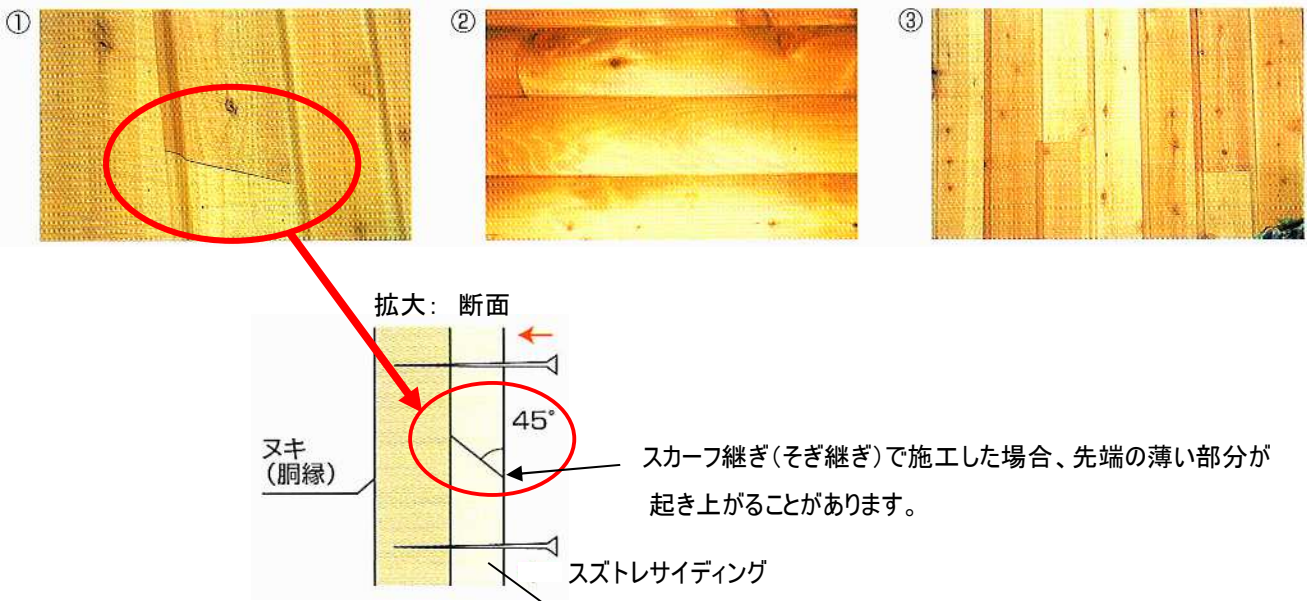 ①
②
③
拡大： 断面
45°
ヌキ
（胴縁）
スカーフ継ぎ（そぎ継ぎ）で施工した場合、先端の薄い部分が
起き上がることがあります。
スズトレサイディング